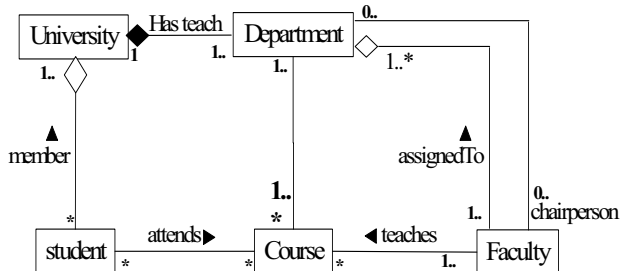 University
Has teach
Department
0..
1
1..
1..
1..
1..*
member
assignedTo
1..
*
0..
chairperson
*
1..
student
attends
Course
teaches
Faculty
*
*
*
1..